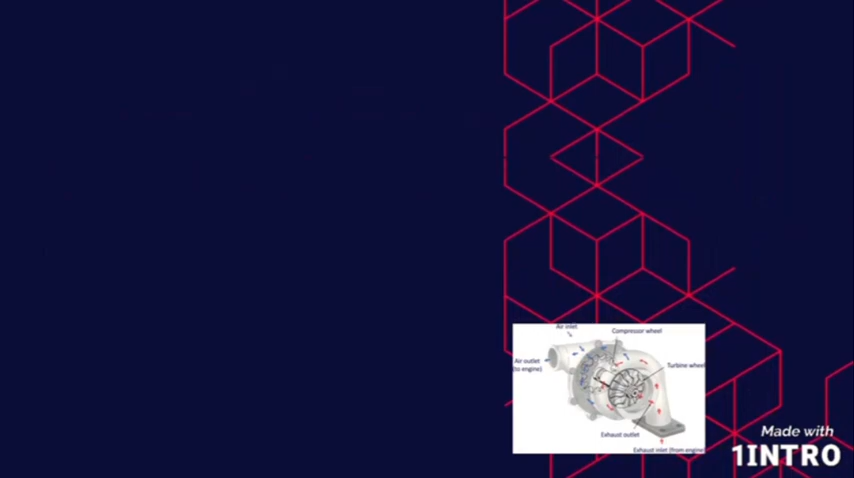 Air inlet
Compressor wheel
Air outlet
(to engine)
Turbine wheel
Exhaust outlet
Exhaust inlet (from engine)
Made with
1INTRO